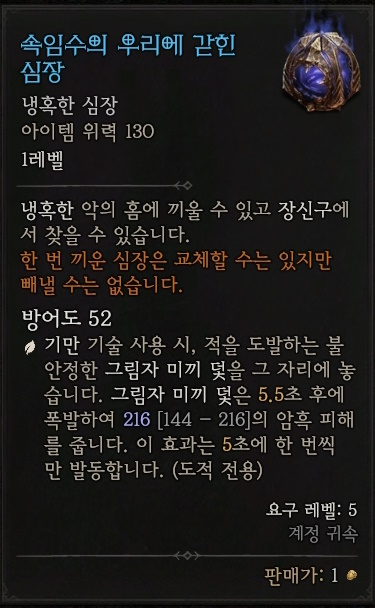 속임수의 우리에 갇힌
심장
냉혹한 심장
아이템 위력 130
1레벨
냉혹한 악의 홈에 끼울 수 있고 장신구에
서 찾을 수 있습니다.
한 번 끼운 심장은 교체할 수는 있지만
빼낼 수는 없습니다.
방어도 52
기만 기술 사용 시, 적을 도발하는 불
안정한 그림자 미끼 덫을 그 자리에 놓
습니다. 그림자 미끼 덫은 5.5초 후에
폭발하여 216 [144 – 216]의 암흑 피해
를 줍니다. 이 효과는 5초에 한 번씩
만 발동합니다. (도적 전용)
요구 레벨: 5
계정 귀속
판매가: 1